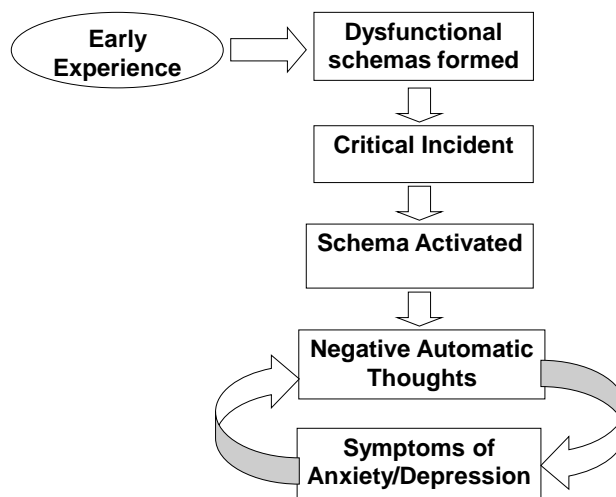 Early
Experience
Dysfunctional
schemas formed
Critical Incident
Schema Activated
Negative Automatic
Thoughts
Symptoms of
Anxiety/Depression